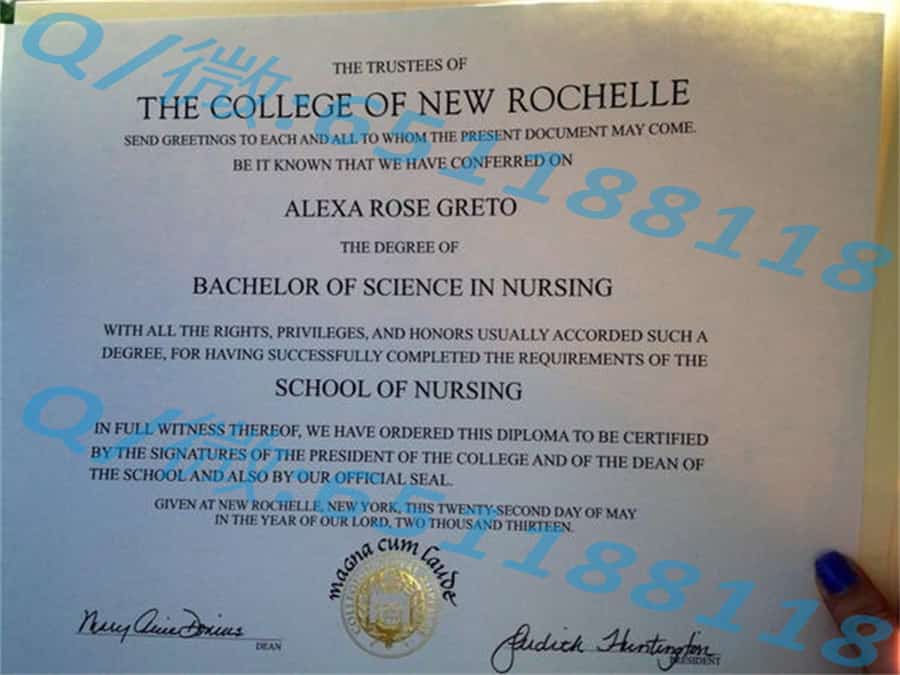 THE TRUSTEES OF
THE COLLEGE OF NEW ROCHELLE
SEND GREETINGS TO EACH AND ALL TO WHOM THE PRESENT DOCUMENT MAY COME.
BE IT KNOWN THAT WE HAVE CONFERRED ON
ALEXA ROSE GRETO
THE DEGREE OF
BACHELOR OF SCIENCE IN NURSING
WITH ALL THE RIGHTS, PRIVILEGES, AND HONORS USUALLY ACCORDED SUCH A
DEGREE, FOR HAVING SUCCESSFULLY COMPLETED THE REQUIREMENTS OF THE
SCHOOL OF NURSING
IN FULL WITNESS THEREOF, WE HAVE ORDERED THIS DIPLOMA TO BE CERTIFIED
BY THE SIGNATURES OF THE PRESIDENT OF THE COLLEGE AND OF THE DEAN OF
THE SCHOOL AND ALSO BY OUR OFFICIAL SEAL.
GIVEN AT NEW ROCHELLE, NEW YORK, THIS TWENTY-SECOND DAY OF MAY
IN THE YEAR OF OUR LORD, TWO THOUSAND THIRTEEN.
magna cum laude
DEAN
Judith Huntington
PRESIDENT
Q/微:651188118
Q/微:651188118